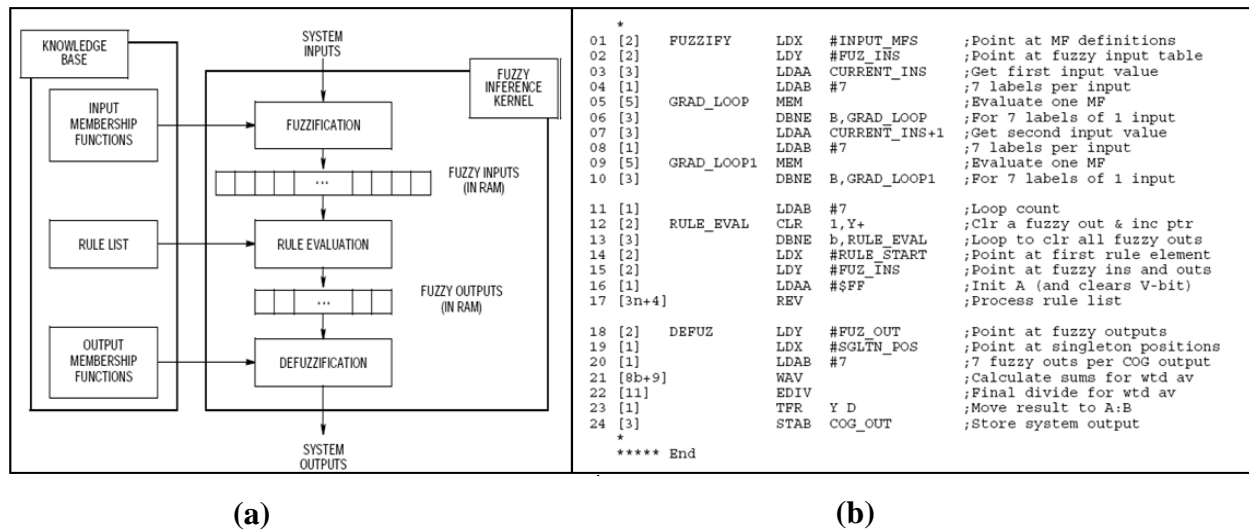 KNOWLEDGE
BASE
SYSTEM
INPUTS
FUZZY
INFERENCE
KERNEL
INPUT
MEMBERSHIP
FUNCTIONS
FUZZIFICATION
FUZZY INPUTS
(IN RAM)
...
RULE LIST
RULE EVALUATION
FUZZY OUTPUTS
(IN RAM)
...
OUTPUT
MEMBERSHIP
FUNCTIONS
DEFUZZIFICATION
SYSTEM
OUTPUTS
(a)
*
01 [2] FUZZIFY LDX #INPUT_MFS ;Point at MF definitions
02 [2] LDY #FUZ_INS ;Point at fuzzy input table
03 [3] LDAA CURRENT_INS ;Get first input value
04 [1] LDAB #7 ;7 labels per input
05 [5] GRAD_LOOP MEM ;Evaluate one MF
06 [3] DBNE B,GRAD_LOOP ;For 7 labels of 1 input
07 [3] LDAA CURRENT_INS+1 ;Get second input value
08 [1] LDAB #7 ;7 labels per input
09 [5] GRAD_LOOP1 MEM ;Evaluate one MF
10 [3] DBNE B,GRAD_LOOP1 ;For 7 labels of 1 input
11 [1] LDAB #7 ;Loop count
12 [2] RULE_EVAL CLR 1,Y+ ;Clr a fuzzy out & inc ptr
13 [3] DBNE b,RULE_EVAL ;Loop to clr all fuzzy outs
14 [2] LDX #RULE_START ;Point at first rule element
15 [2] LDY #FUZ_INS ;Point at fuzzy ins and outs
16 [1] LDAA #$FF ;Init A (and clears V-bit)
17 [3n+4] REV ;Process rule list
18 [2] DEFUZ LDY #FUZ_OUT ;Point at fuzzy outputs
19 [1] LDX #SGLTN_POS ;Point at singleton positions
20 [1] LDAB #7 ;7 fuzzy outs per COG output
21 [8b+9] WAV ;Calculate sums for wtd av
22 [11] EDIV ;Final divide for wtd av
23 [1] TFR Y D ;Move result to A:B
24 [3] STAB COG_OUT ;Store system output
*
***** End
(b)